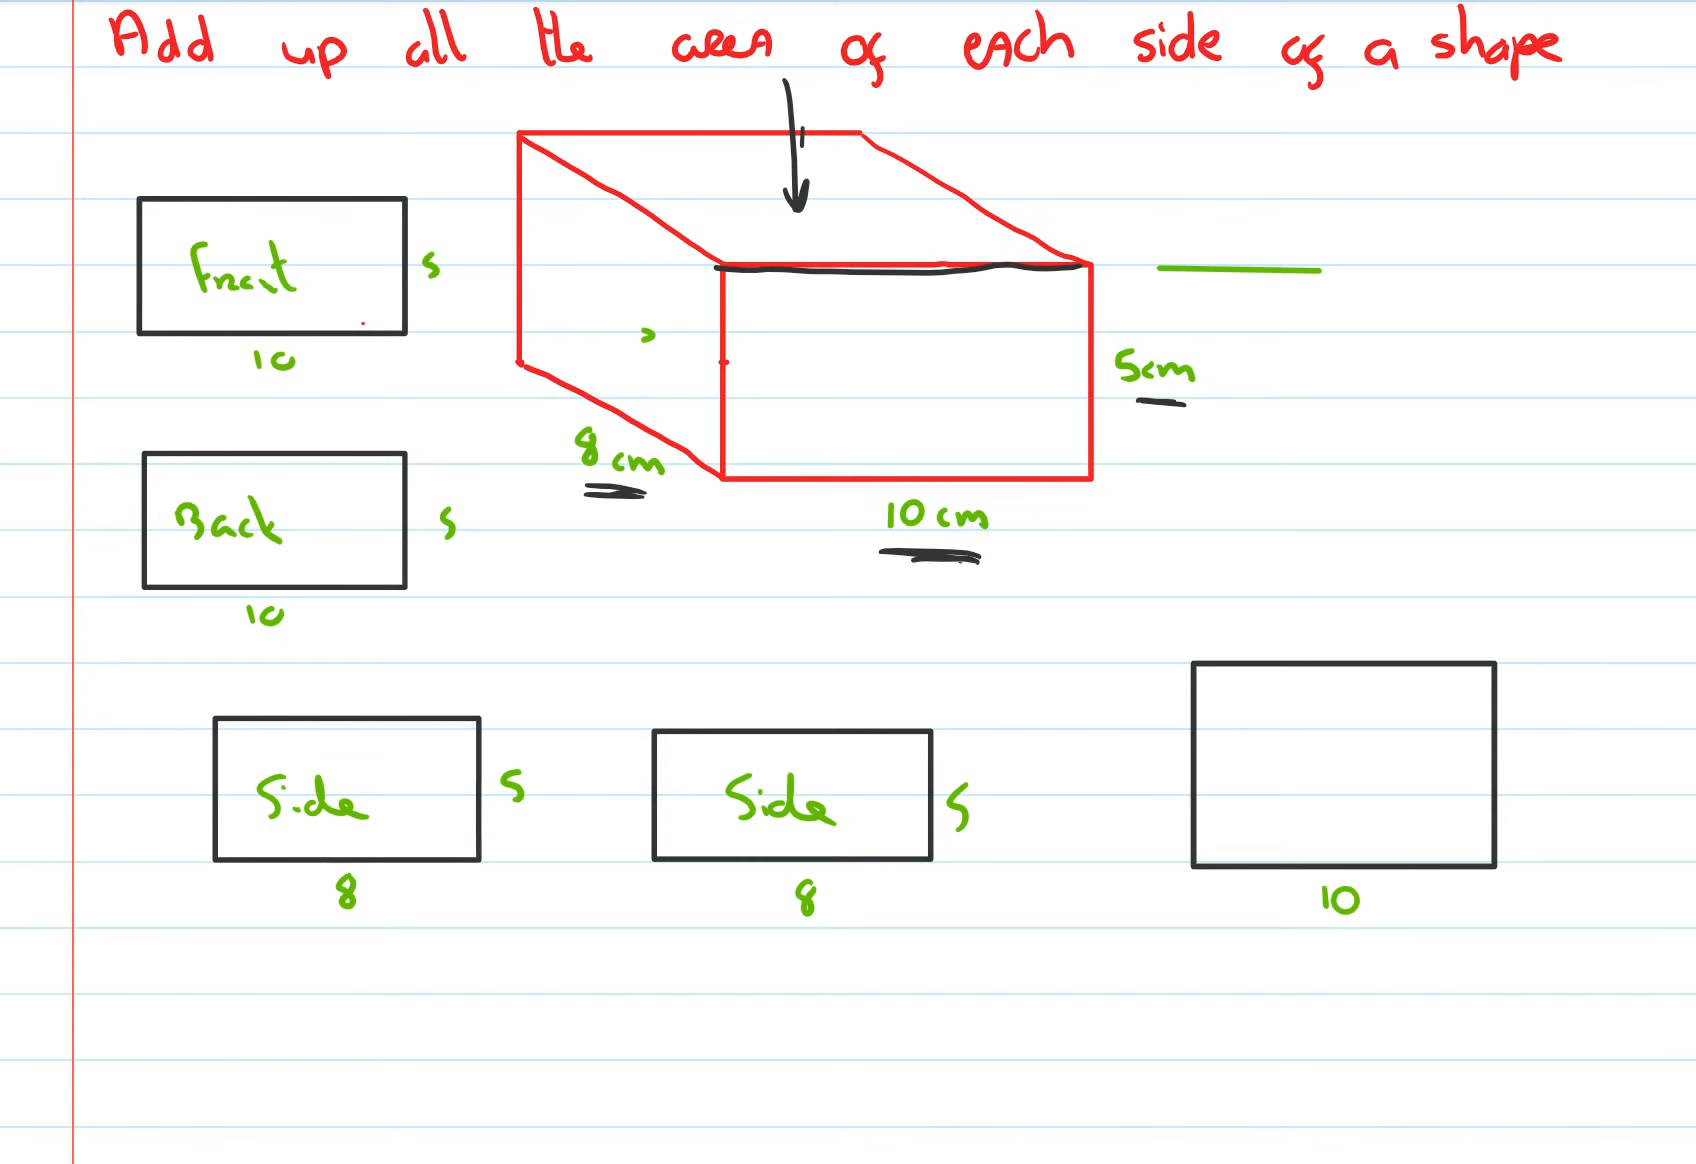 Add up all the areA of eAch side of a shape
Front 5
10
5cm
8 cm
10 cm
Back 5
10
Side 5
8
Side 5
8
10